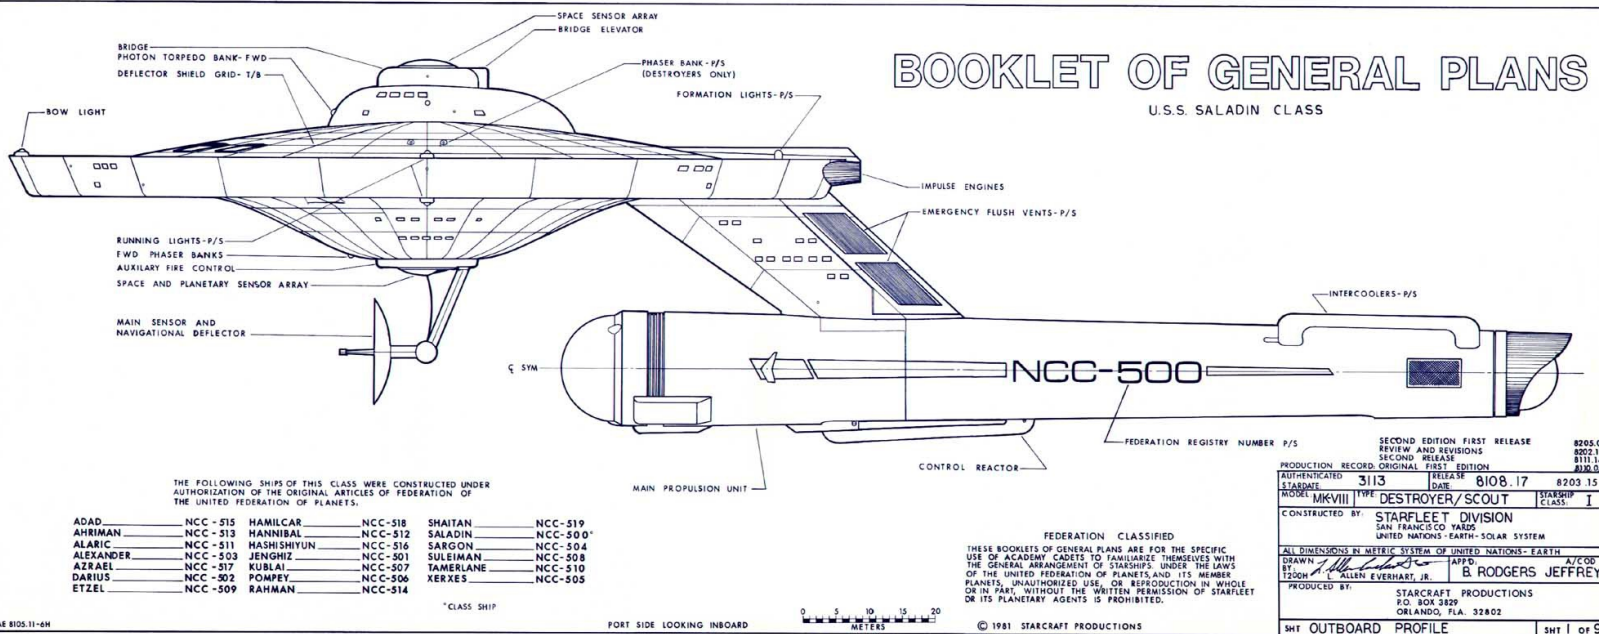 SPACE SENSOR ARRAY
BRIDGE ELEVATOR
BRIDGE
PHOTON TORPEDO BANK- FWD
DEFLECTOR SHIELD GRID- T/B
PHASER BANK - P/S
(DESTROYERS ONLY)
FORMATION LIGHTS- P/S
BOW LIGHT
BOOKLET OF GENERAL PLANS
U.S.S. SALADIN CLASS
IMPULSE ENGINES
EMERGENCY FLUSH VENTS- P/S
RUNNING LIGHTS-P/S
FWD PHASER BANKS
AUXILARY FIRE CONTROL
SPACE AND PLANETARY SENSOR ARRAY
MAIN SENSOR AND
NAVIGATIONAL DEFLECTOR
INTERCOOLERS- P/S
℄ SYM
NCC-500
FEDERATION REGISTRY NUMBER P/S
CONTROL REACTOR
MAIN PROPULSION UNIT
THE FOLLOWING SHIPS OF THIS CLASS WERE CONSTRUCTED UNDER
AUTHORIZATION OF THE ORIGINAL ARTICLES OF FEDERATION OF
THE UNITED FEDERATION OF PLANETS.
ADAD NCC - 515
AHRIMAN NCC - 513
ALARIC NCC - 511
ALEXANDER NCC - 503
AZRAEL NCC - 517
DARIUS NCC - 502
ETZEL NCC - 509
HAMILCAR NCC-518
HANNIBAL NCC-512
HASHISHIYUN NCC-516
JENGHIZ NCC-501
KUBLAI NCC-507
POMPEY NCC-506
RAHMAN NCC-514
SHAITAN NCC-519
SALADIN NCC-500*
SARGON NCC-504
SULEIMAN NCC-508
TAMERLANE NCC-510
XERXES NCC-505
*CLASS SHIP
8105.11-6H
PORT SIDE LOOKING INBOARD
0 5 10 15 20
METERS
FEDERATION CLASSIFIED
THESE BOOKLETS OF GENERAL PLANS ARE FOR THE SPECIFIC
USE OF ACADEMY CADETS TO FAMILIARIZE THEMSELVES WITH
THE GENERAL ARRANGEMENT OF STARSHIPS. UNDER THE LAWS
OF THE UNITED FEDERATION OF PLANETS, AND ITS MEMBER
PLANETS, UNAUTHORIZED USE, OR REPRODUCTION IN WHOLE
OR IN PART, WITHOUT THE WRITTEN PERMISSION OF STARFLEET
OR ITS PLANETARY AGENTS IS PROHIBITED.
© 1981 STARCRAFT PRODUCTIONS
SECOND EDITION FIRST RELEASE
REVIEW AND REVISIONS
SECOND RELEASE
PRODUCTION RECORD: ORIGINAL FIRST EDITION
AUTHENTICATED STARDATE: 3113 RELEASE DATE: 8108.17 8203.15
MODEL: MK-VIII TYPE: DESTROYER/SCOUT STARSHIP CLASS: I
CONSTRUCTED BY: STARFLEET DIVISION
SAN FRANCISCO YARDS
UNITED NATIONS - EARTH - SOLAR SYSTEM
ALL DIMENSIONS IN METRIC SYSTEM OF UNITED NATIONS - EARTH
DRAWN BY: L. ALLEN EVERHART, JR. APP'D: B. RODGERS JEFFREY A/COD
T200H
PRODUCED BY: STARCRAFT PRODUCTIONS
P.O. BOX 3829
ORLANDO, FLA. 32802
SHT OUTBOARD PROFILE SHT 1 OF 9